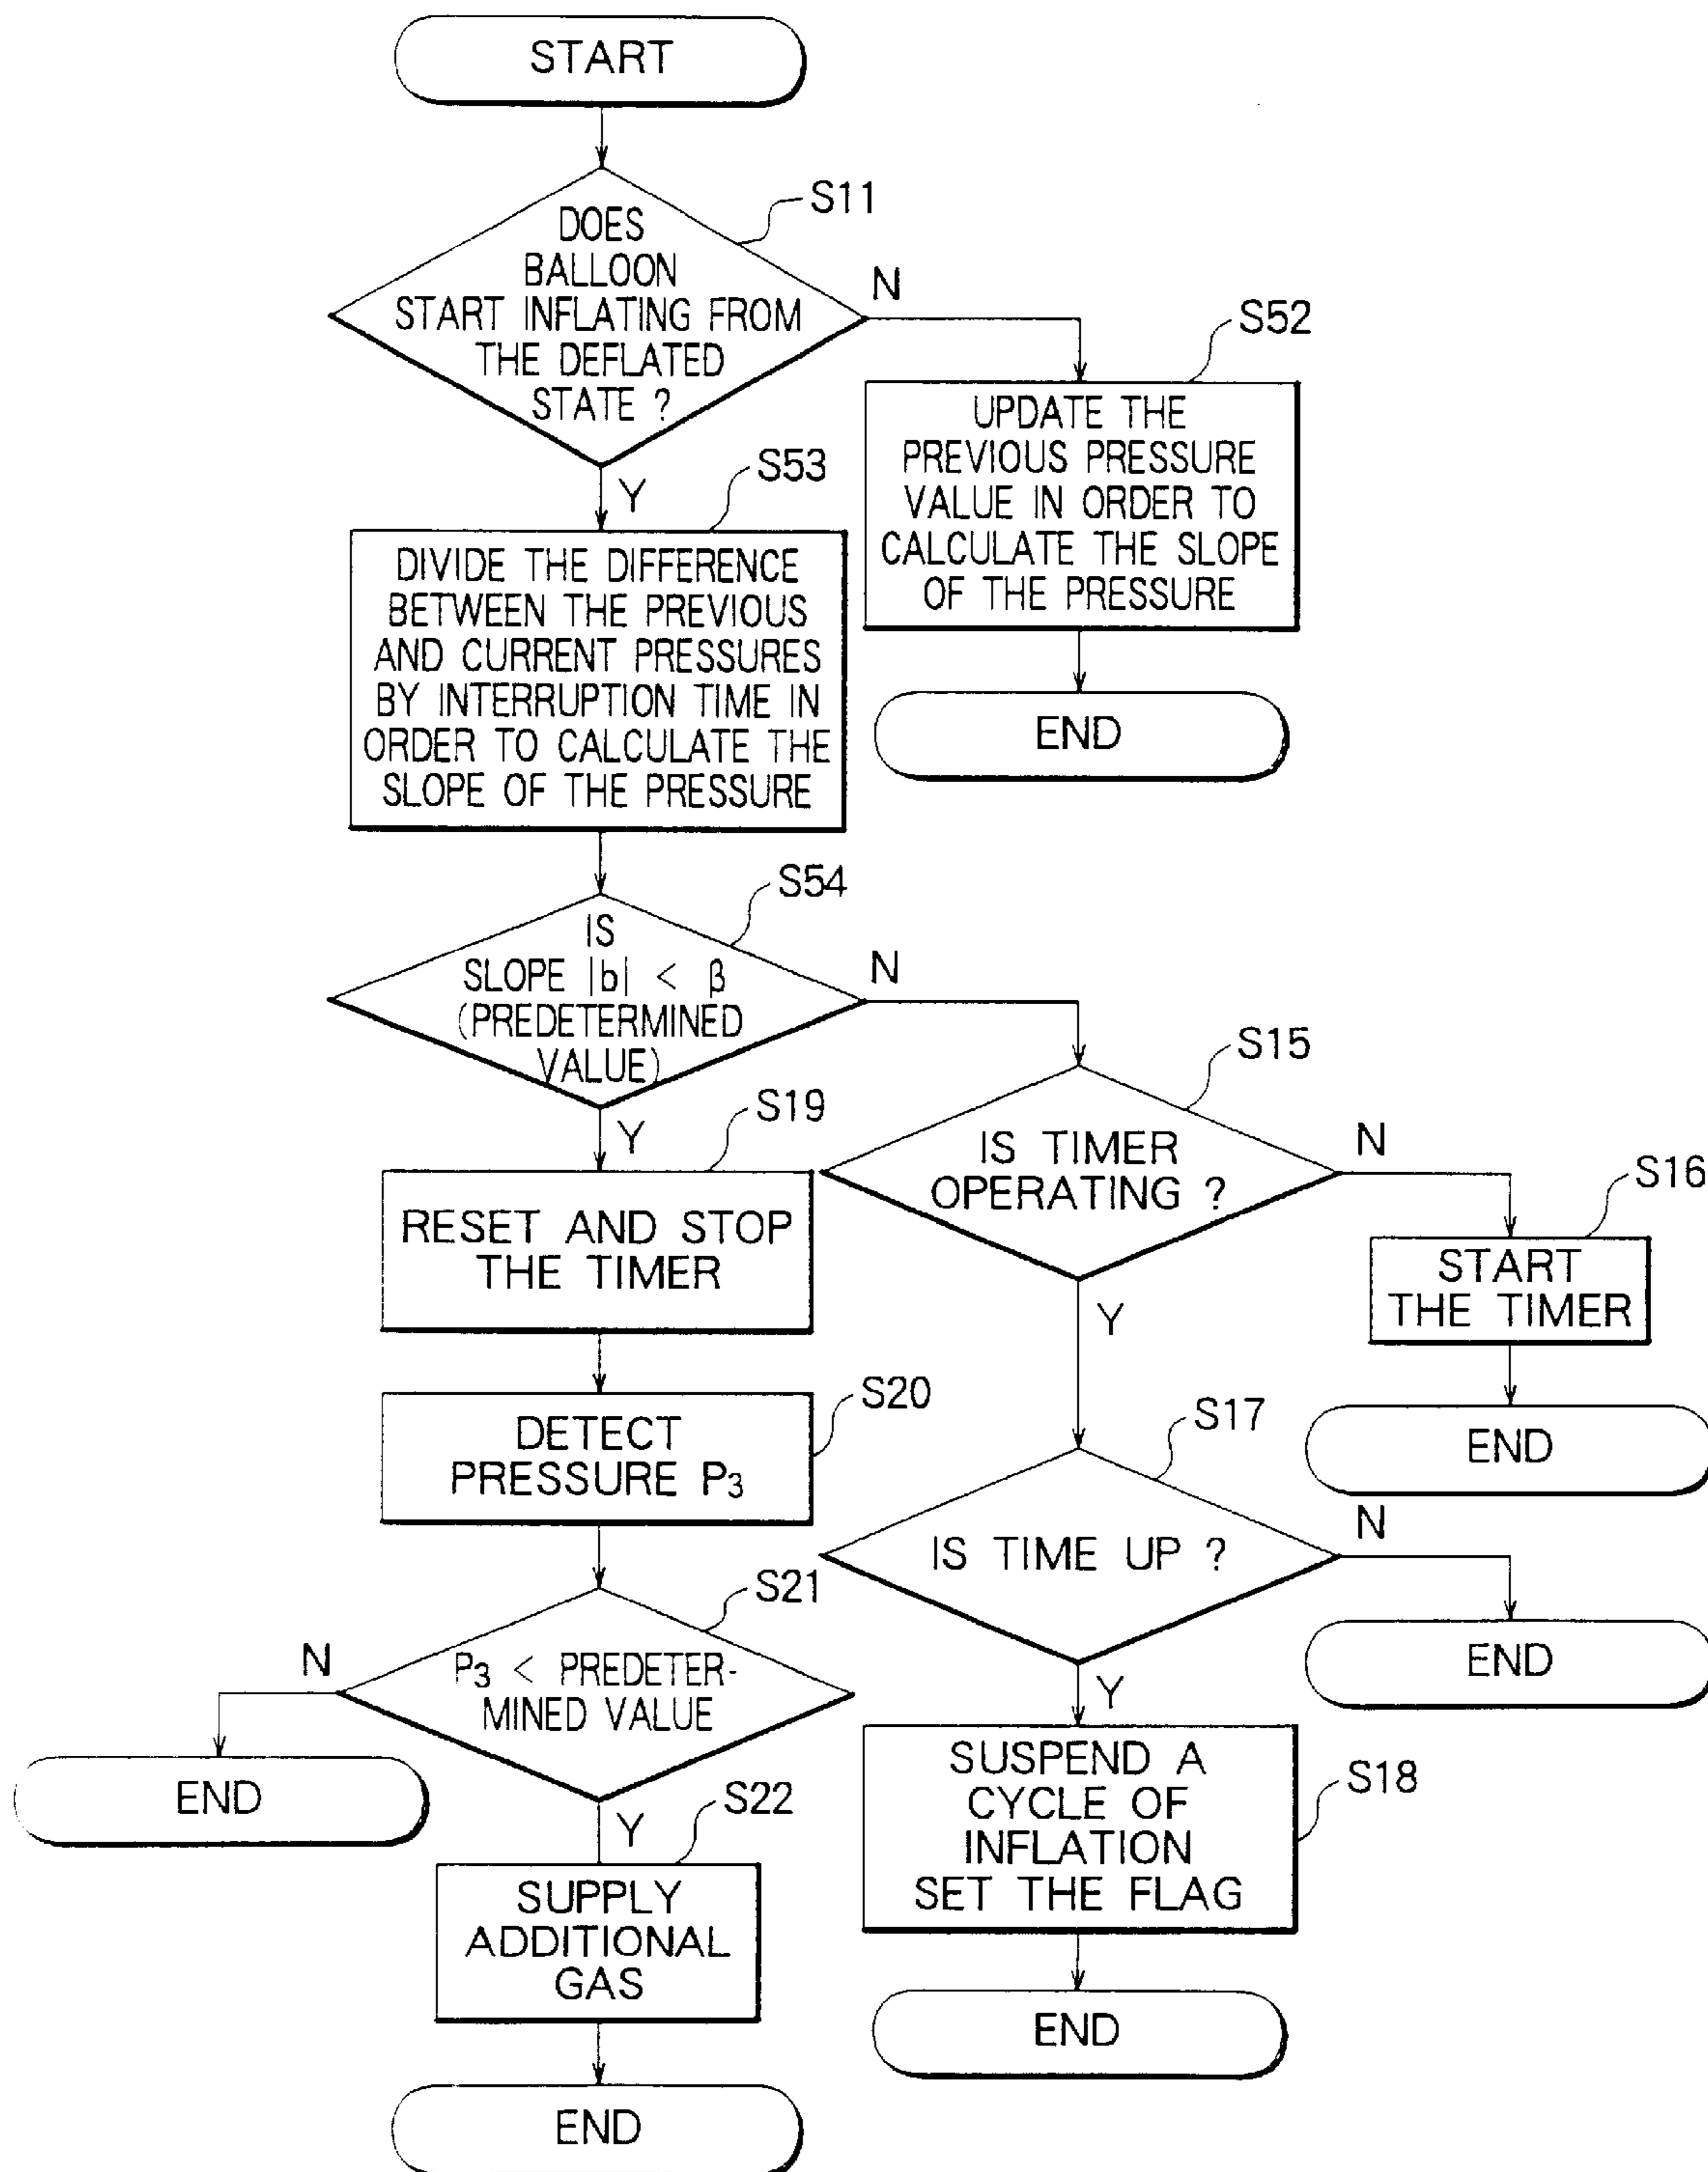 START
S11
DOES
BALLOON
START INFLATING FROM
THE DEFLATED
STATE ?
N
Y
S52
UPDATE THE
PREVIOUS PRESSURE
VALUE IN ORDER TO
CALCULATE THE SLOPE
OF THE PRESSURE
END
S53
DIVIDE THE DIFFERENCE
BETWEEN THE PREVIOUS
AND CURRENT PRESSURES
BY INTERRUPTION TIME IN
ORDER TO CALCULATE THE
SLOPE OF THE PRESSURE
S54
IS
SLOPE |b| < β
(PREDETERMINED
VALUE)
N
Y
S15
IS TIMER
OPERATING ?
N
Y
S16
START
THE TIMER
END
S19
RESET AND STOP
THE TIMER
S20
DETECT
PRESSURE P3
S17
IS TIME UP ?
N
Y
END
S21
P3 < PREDETER-
MINED VALUE
N
Y
END
S18
SUSPEND A
CYCLE OF
INFLATION
SET THE FLAG
END
S22
SUPPLY
ADDITIONAL
GAS
END